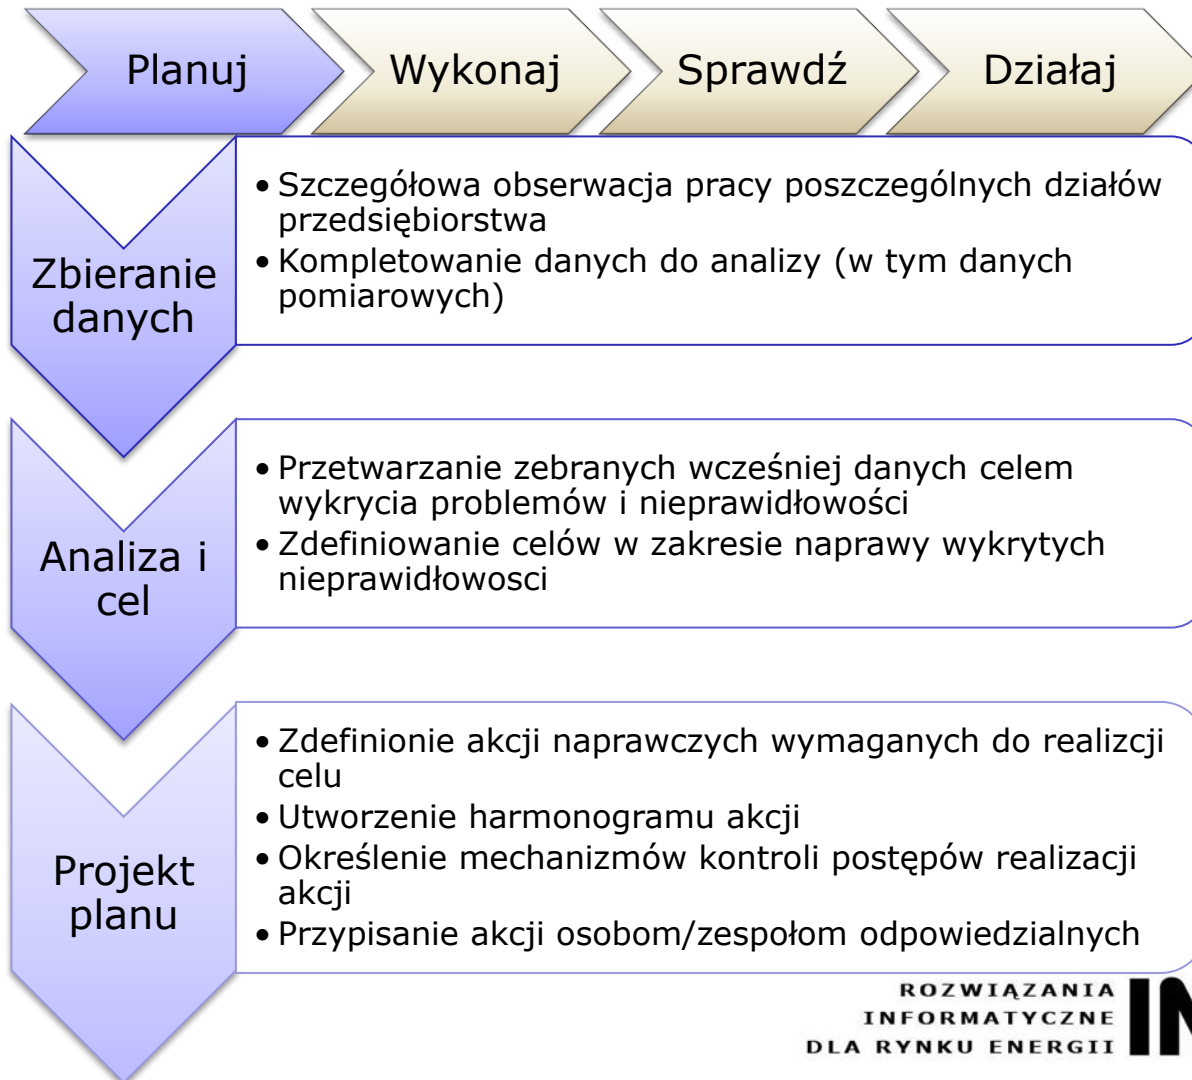 Planuj
Wykonaj
Sprawdź
Działaj
Zbieranie
danych
• Szczegółowa obserwacja pracy poszczególnych działów
przedsiębiorstwa
• Kompletowanie danych do analizy (w tym danych
pomiarowych)
Analiza i
cel
• Przetwarzanie zebranych wcześniej danych celem
wykrycia problemów i nieprawidłowości
• Zdefiniowanie celów w zakresie naprawy wykrytych
nieprawidłowosci
Projekt
planu
• Zdefinionie akcji naprawczych wymaganych do realizcji
celu
• Utworzenie harmonogramu akcji
• Określenie mechanizmów kontroli postępów realizacji
akcji
• Przypisanie akcji osobom/zespołom odpowiedzialnych
ROZWIĄZANIA
INFORMATYCZNE
DLA RYNKU ENERGII